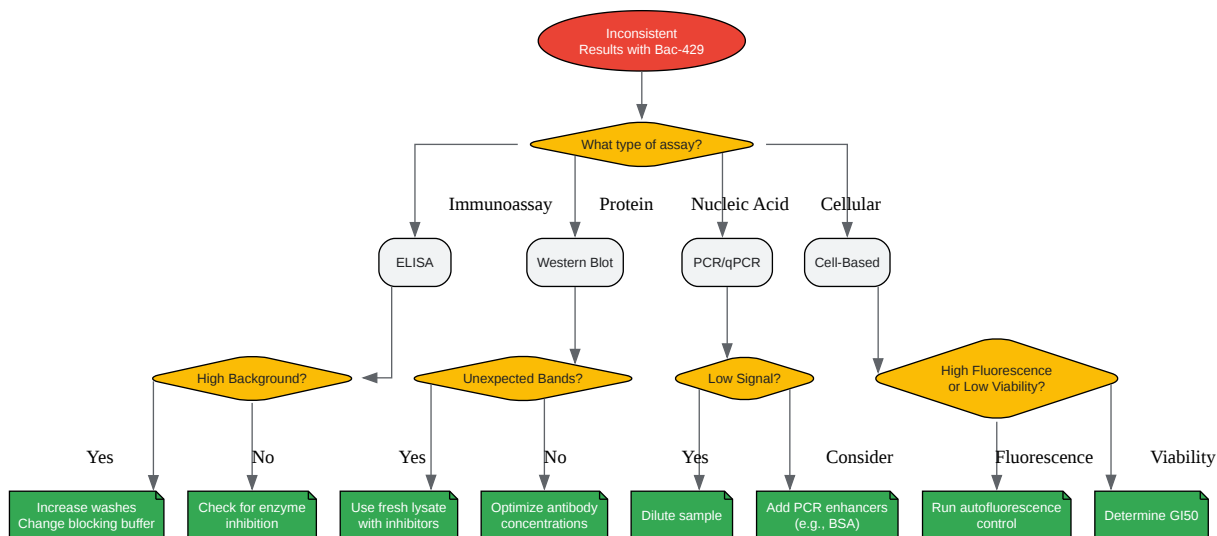 Inconsistent
Results with Bac-429
What type of assay?
Immunoassay
Protein
Nucleic Acid
Cellular
ELISA
Western Blot
PCR/qPCR
Cell-Based
High Background?
Unexpected Bands?
Low Signal?
High Fluorescence
or Low Viability?
Yes
No
Yes
No
Yes
Consider
Fluorescence
Viability
Increase washes
Change blocking buffer
Check for enzyme
inhibition
Use fresh lysate
with inhibitors
Optimize antibody
concentrations
Dilute sample
Add PCR enhancers
(e.g., BSA)
Run autofluorescence
control
Determine GI50